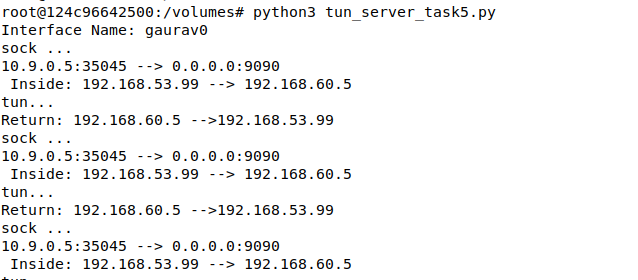 root@124c96642500:/volumes# python3 tun_server_task5.py
Interface Name: gaurav0
sock ...
10.9.0.5:35045 --> 0.0.0.0:9090
 Inside: 192.168.53.99 --> 192.168.60.5
tun...
Return: 192.168.60.5 -->192.168.53.99
sock ...
10.9.0.5:35045 --> 0.0.0.0:9090
 Inside: 192.168.53.99 --> 192.168.60.5
tun...
Return: 192.168.60.5 -->192.168.53.99
sock ...
10.9.0.5:35045 --> 0.0.0.0:9090
 Inside: 192.168.53.99 --> 192.168.60.5